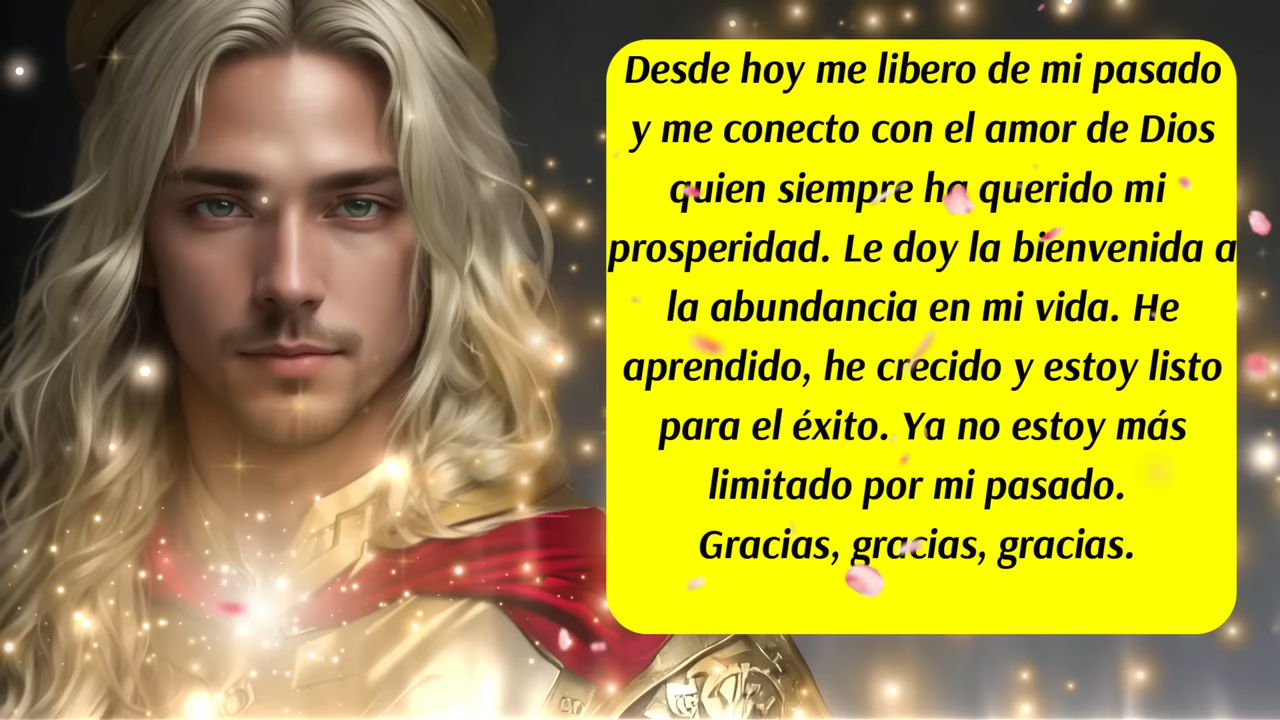 Desde hoy me libero de mi pasado
y me conecto con el amor de Dios
quien siempre ha querido mi
prosperidad. Le doy la bienvenida a
la abundancia en mi vida. He
aprendido, he crecido y estoy listo
para el éxito. Ya no estoy más
limitado por mi pasado.
Gracias, gracias, gracias.